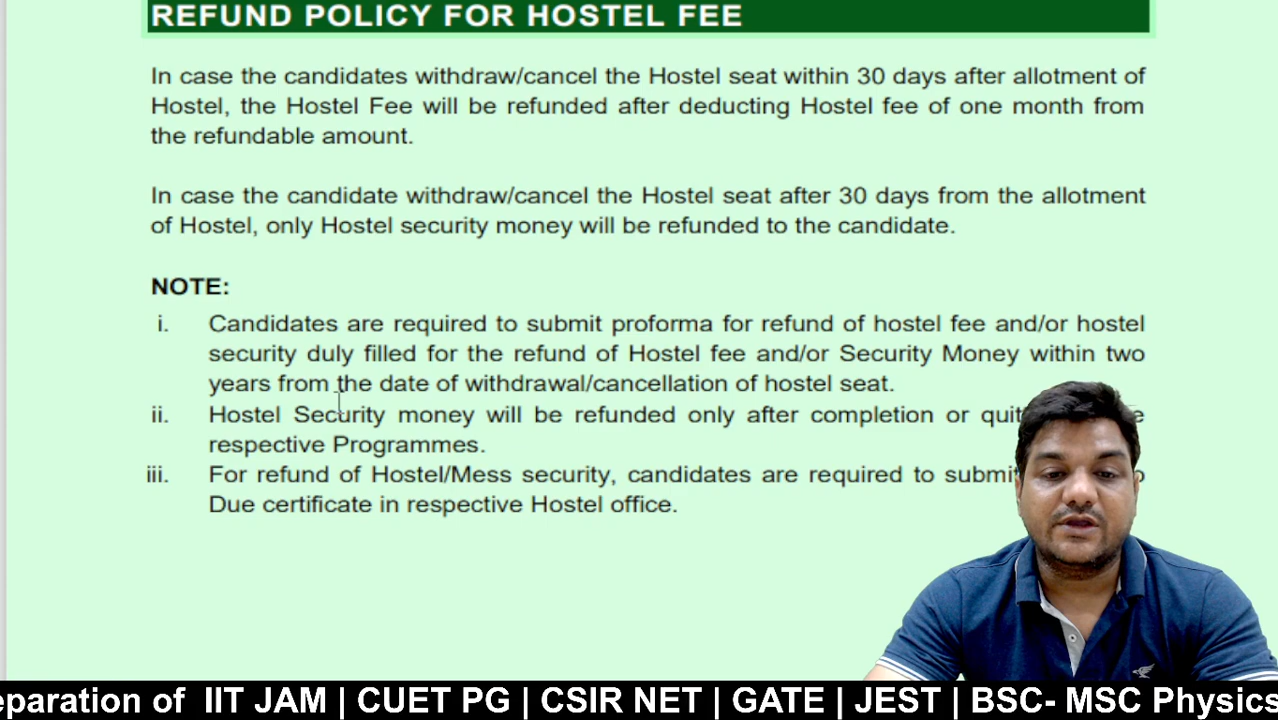 REFUND POLICY FOR HOSTEL FEE
In case the candidates withdraw/cancel the Hostel seat within 30 days after allotment of
Hostel, the Hostel Fee will be refunded after deducting Hostel fee of one month from
the refundable amount.
In case the candidate withdraw/cancel the Hostel seat after 30 days from the allotment
of Hostel, only Hostel security money will be refunded to the candidate.
NOTE:
i. Candidates are required to submit proforma for refund of hostel fee and/or hostel
security duly filled for the refund of Hostel fee and/or Security Money within two
years from the date of withdrawal/cancellation of hostel seat.
ii. Hostel Security money will be refunded only after completion or
respective Programmes.
iii. For refund of Hostel/Mess security, candidates are required to submit
Due certificate in respective Hostel office.
eparation of IIT JAM | CUET PG | CSIR NET | GATE | JEST | BSC- MSC Physics